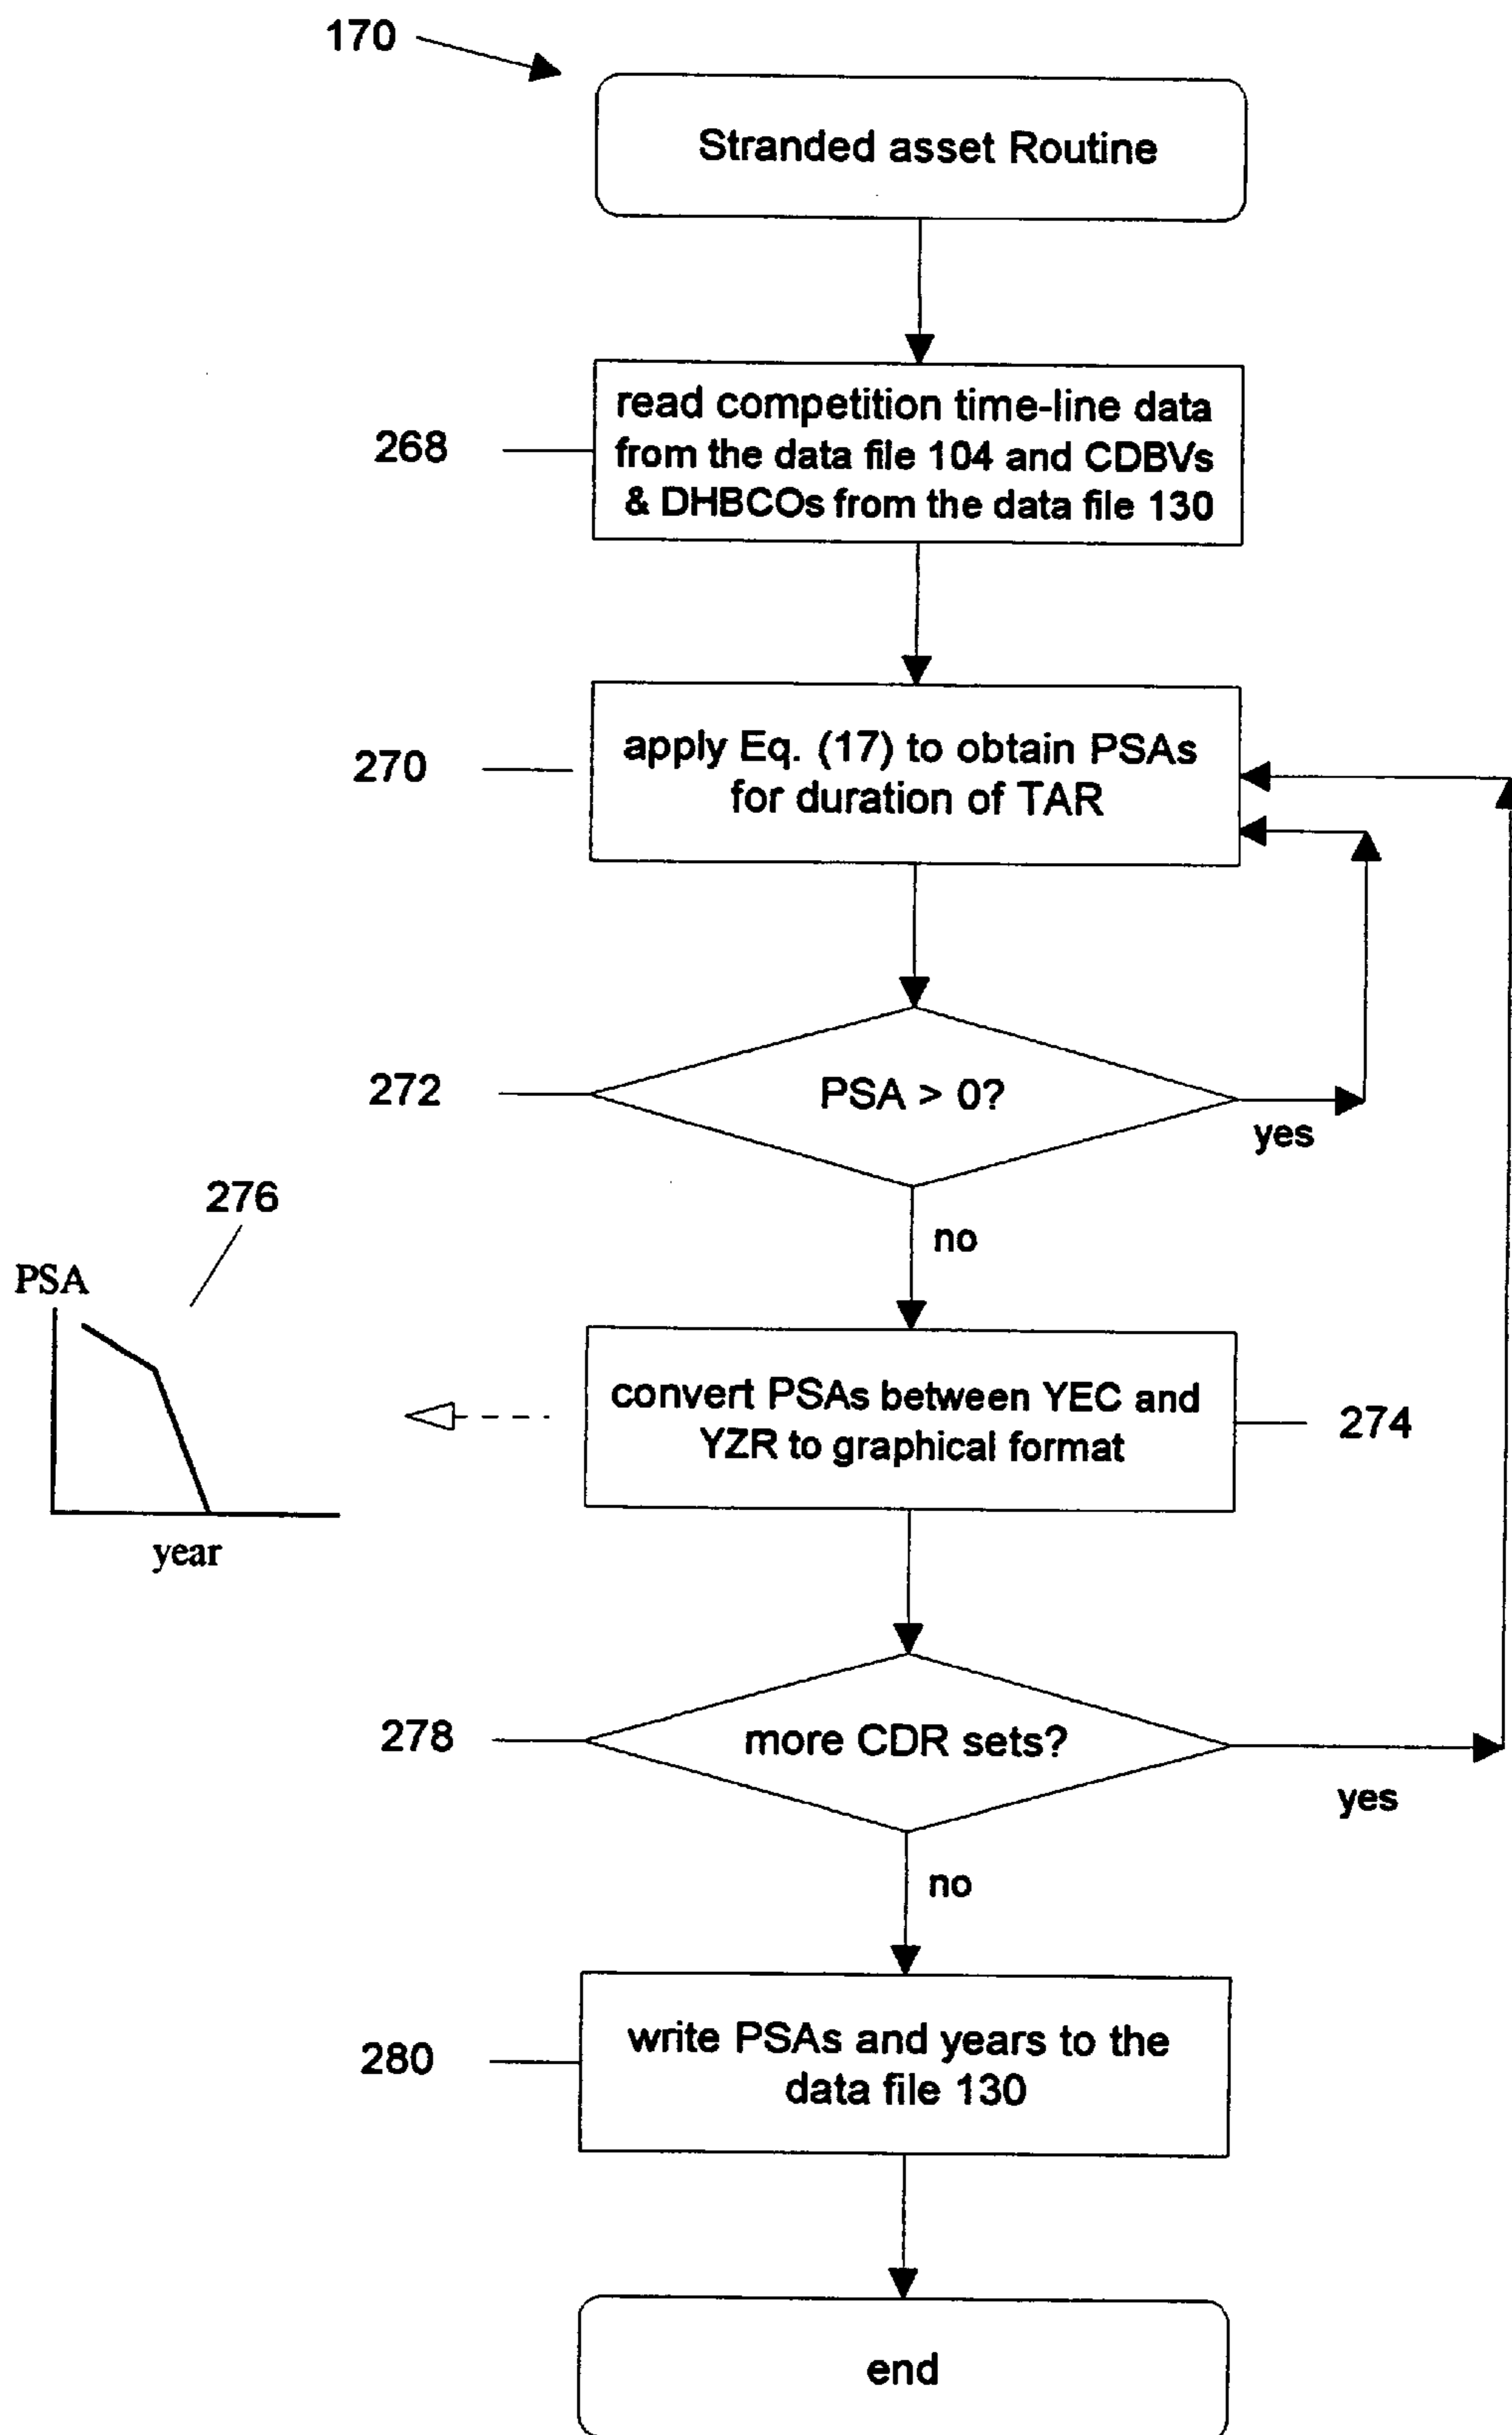 170
Stranded asset Routine
268
read competition time-line data
from the data file 104 and CDBVs
& DHBCOs from the data file 130
270
apply Eq. (17) to obtain PSAs
for duration of TAR
272
PSA > 0?
yes
no
276
PSA
year
convert PSAs between YEC and
YZR to graphical format
274
278
more CDR sets?
yes
no
280
write PSAs and years to the
data file 130
end